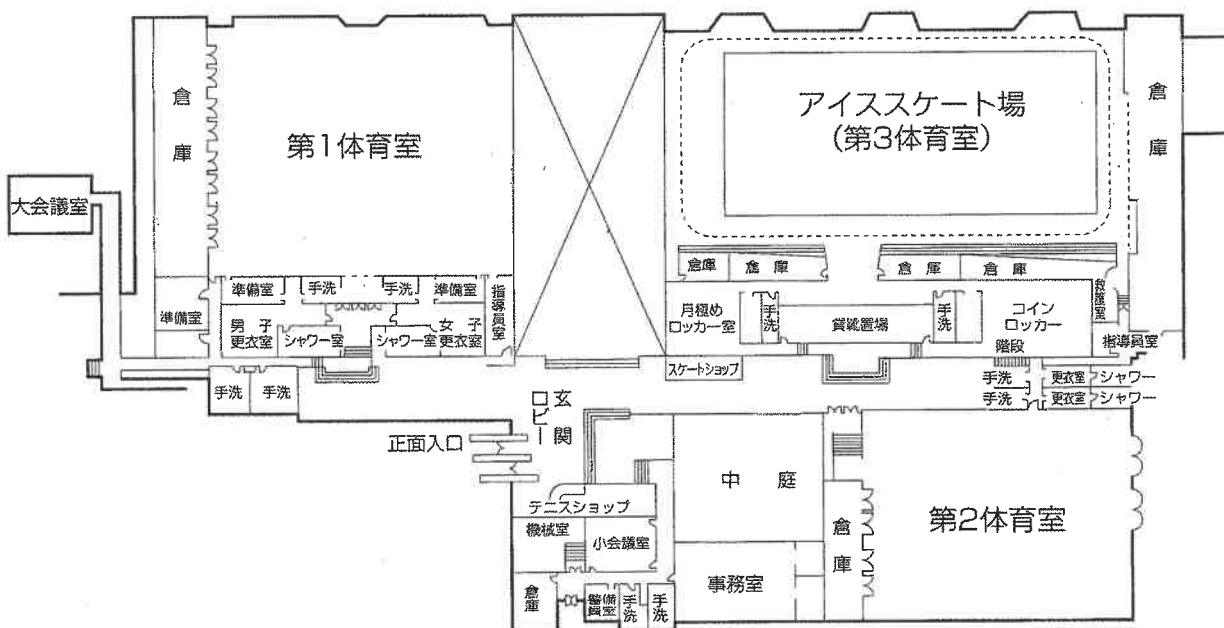 倉庫
第1体育室
アイススケート場
(第3体育室)
倉庫
大会議室
倉庫
倉庫
倉庫
倉庫
準備室
手洗
手洗
準備室
指導員室
準備室
男子
更衣室
シャワー室
シャワー室
女子
更衣室
月極め
ロッカー室
手洗
貸靴置場
手洗
コイン
ロッカー
救護室
階段
指導員室
スケートショップ
手洗
手洗
手洗
更衣室
シャワー
手洗
更衣室
シャワー
玄関
ロビー
正面入口
中庭
テニスショップ
機械室
小会議室
倉庫
第2体育室
事務室
倉庫
警備員室
手洗
手洗